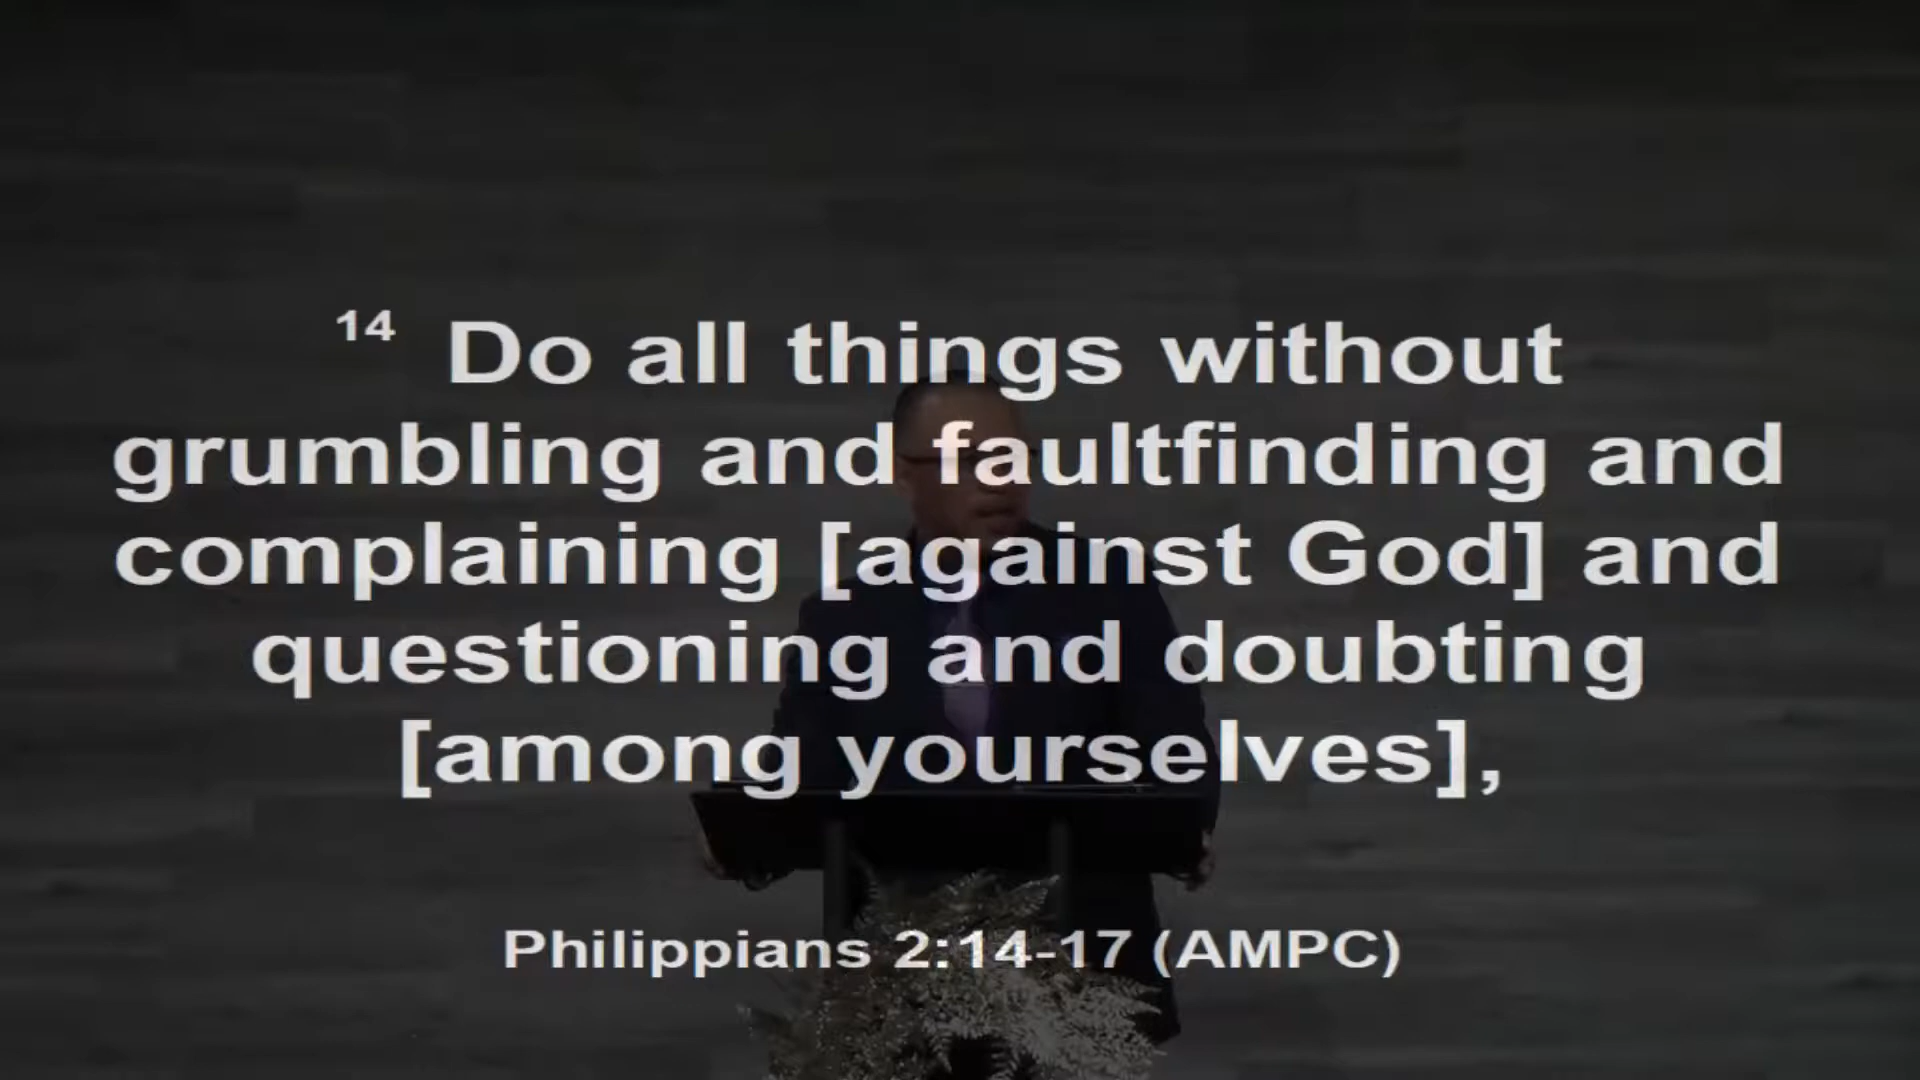 14 Do all things without
grumbling and faultfinding and
complaining [against God] and
questioning and doubting
[among yourselves],
Philippians 2:14-17 (AMPC)